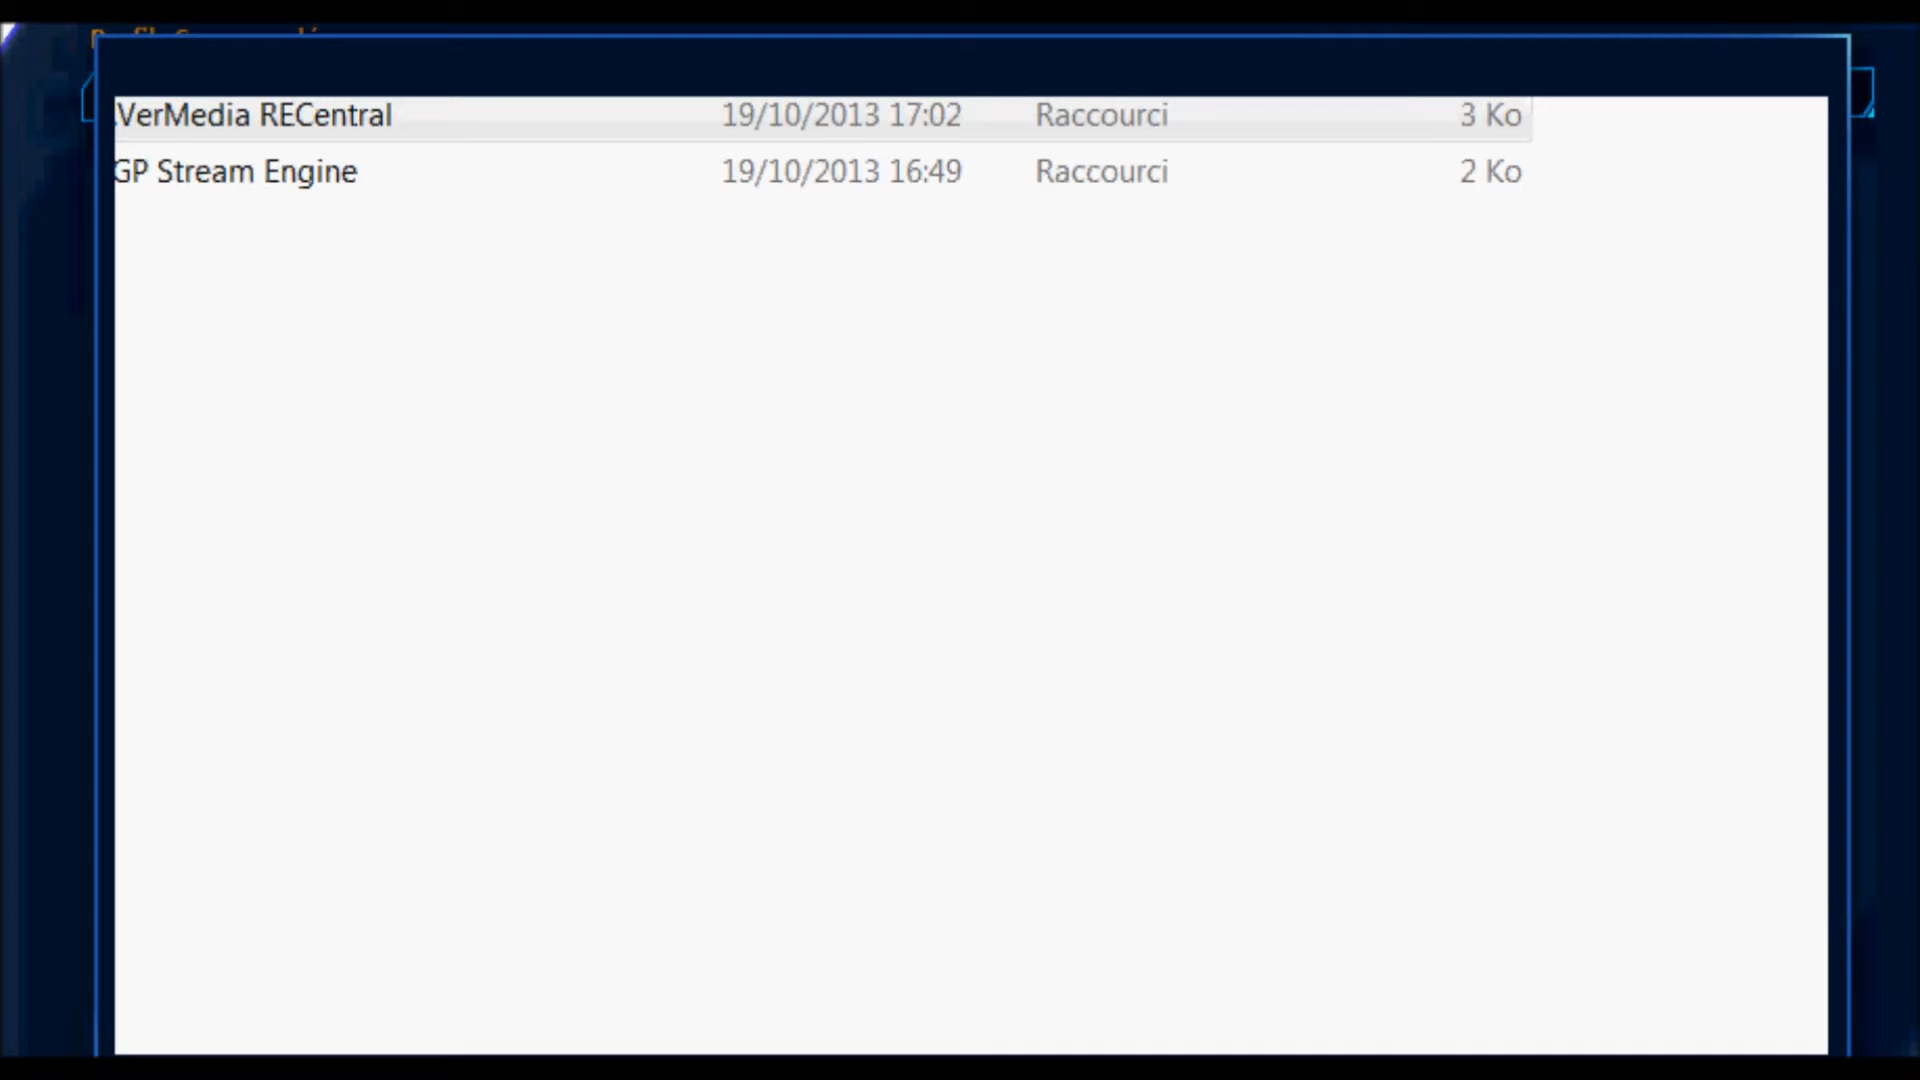 .VerMedia RECentral 19/10/2013 17:02 Raccourci 3 Ko
GP Stream Engine 19/10/2013 16:49 Raccourci 2 Ko